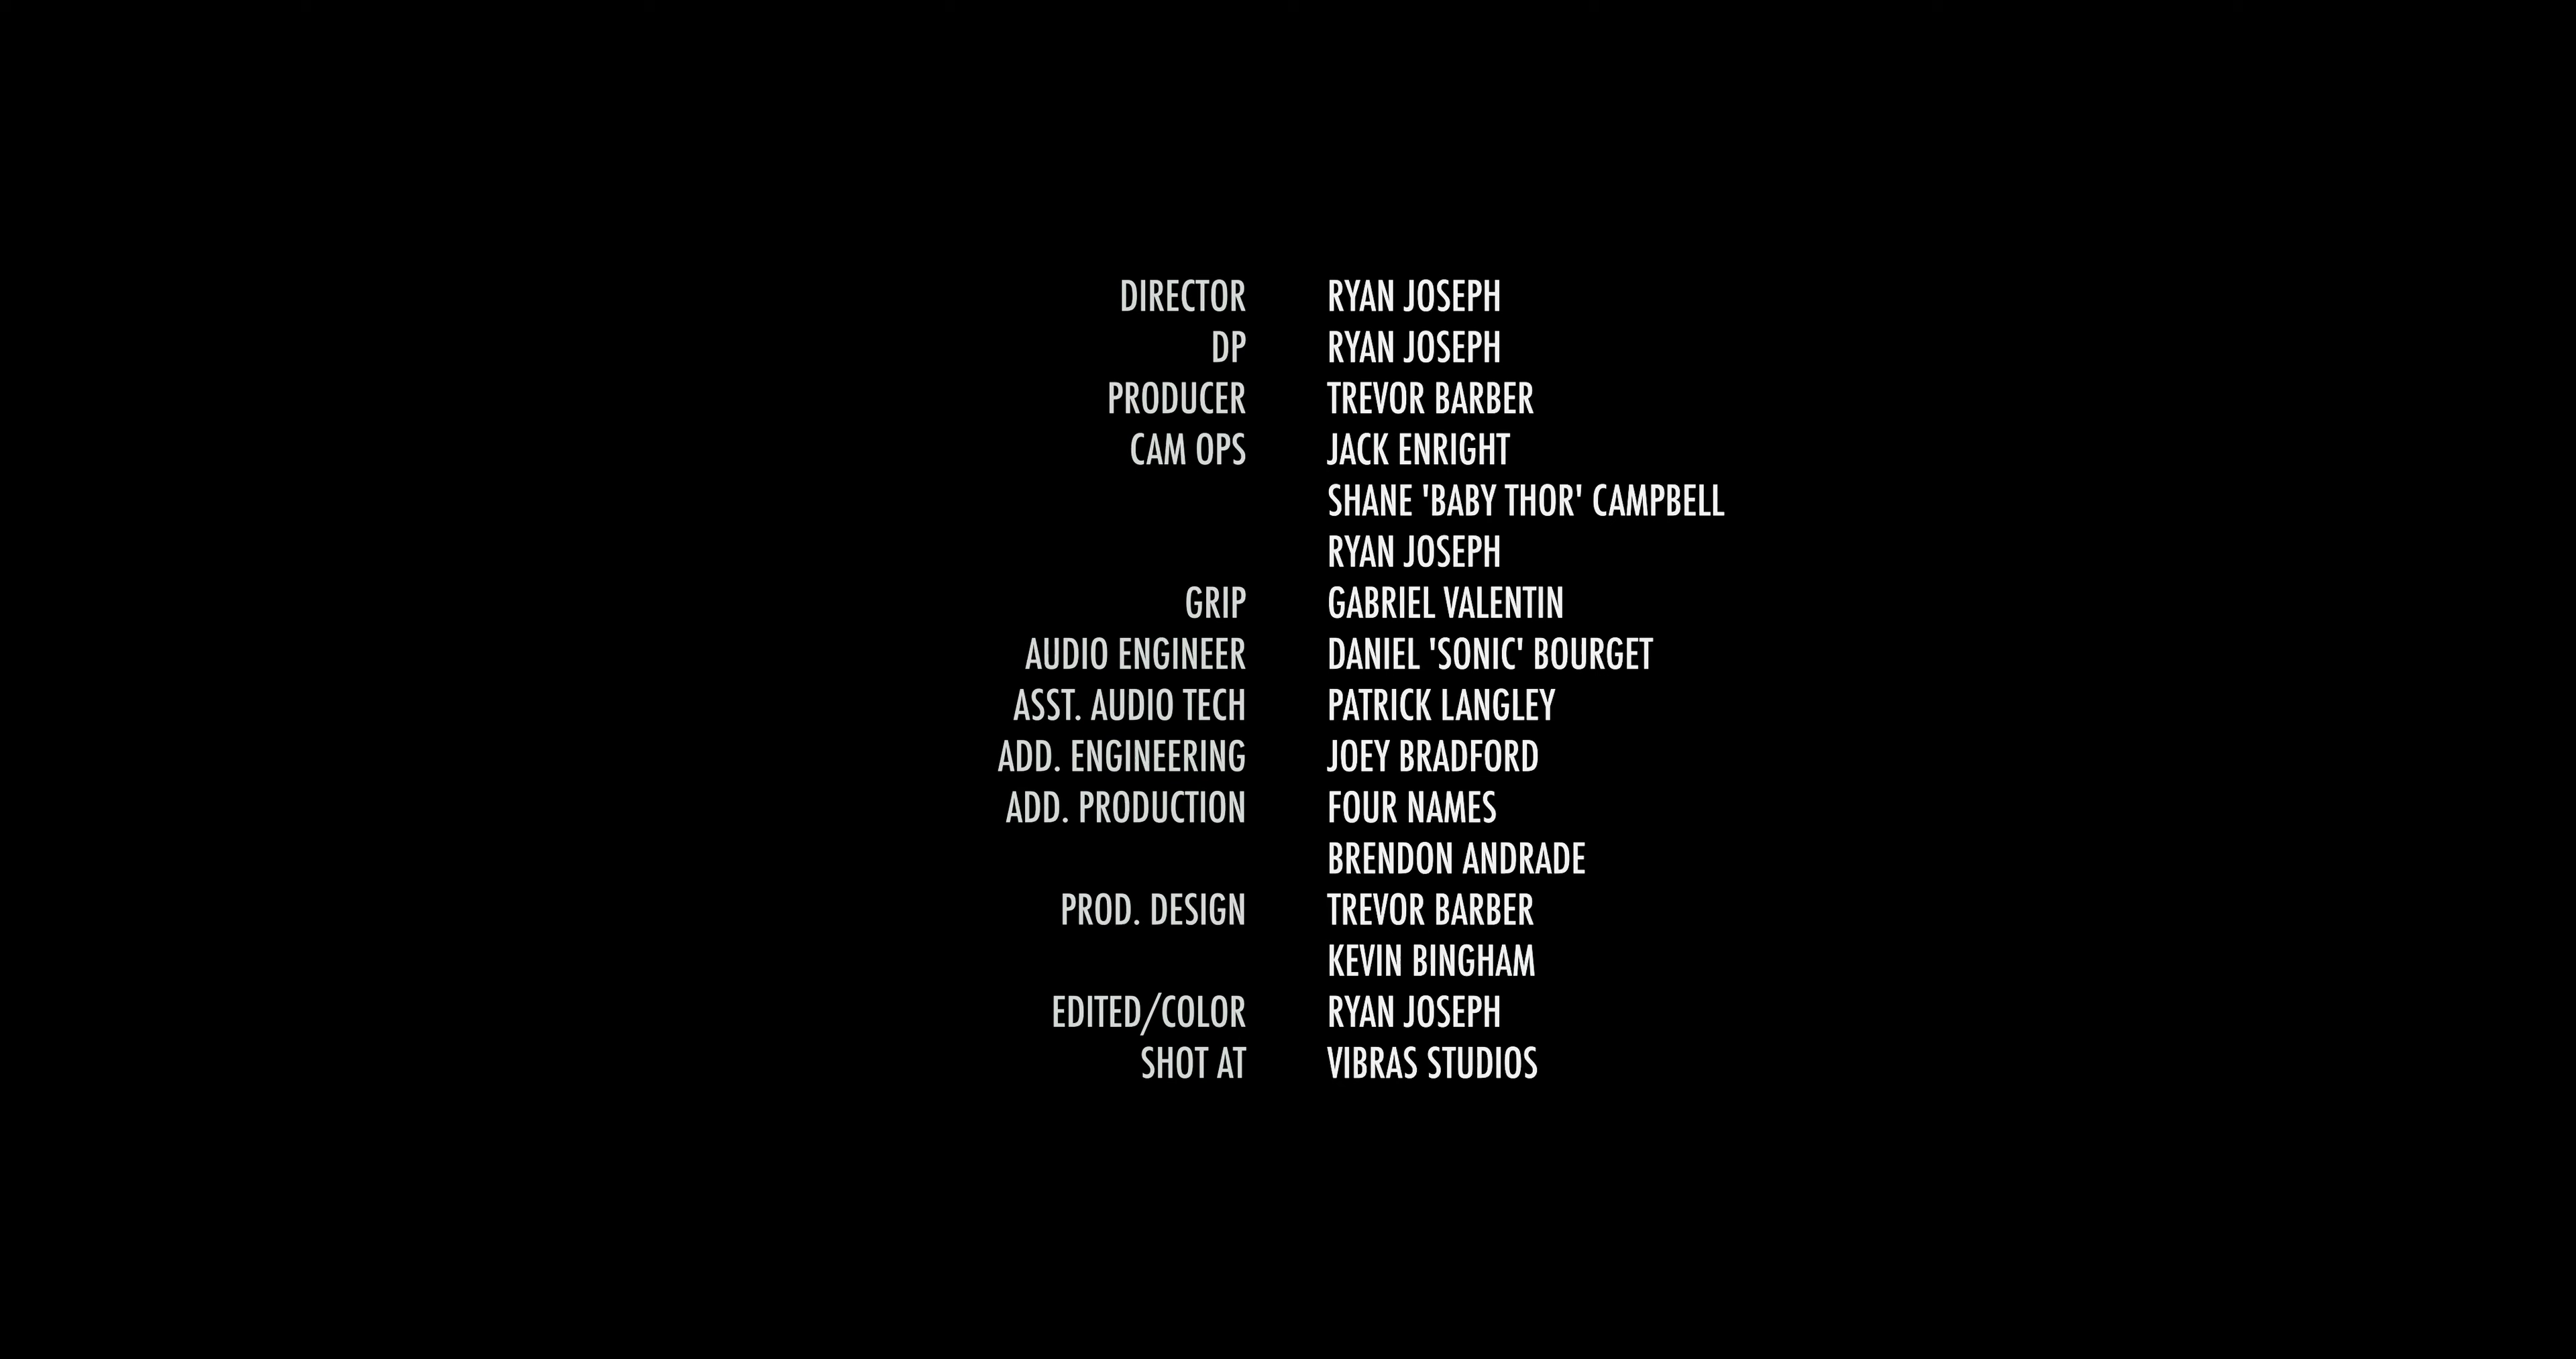 DIRECTOR RYAN JOSEPH
DP RYAN JOSEPH
PRODUCER TREVOR BARBER
CAM OPS JACK ENRIGHT
SHANE 'BABY THOR' CAMPBELL
RYAN JOSEPH
GRIP GABRIEL VALENTIN
AUDIO ENGINEER DANIEL 'SONIC' BOURGET
ASST. AUDIO TECH PATRICK LANGLEY
ADD. ENGINEERING JOEY BRADFORD
ADD. PRODUCTION FOUR NAMES
BRENDON ANDRADE
PROD. DESIGN TREVOR BARBER
KEVIN BINGHAM
EDITED/COLOR RYAN JOSEPH
SHOT AT VIBRAS STUDIOS